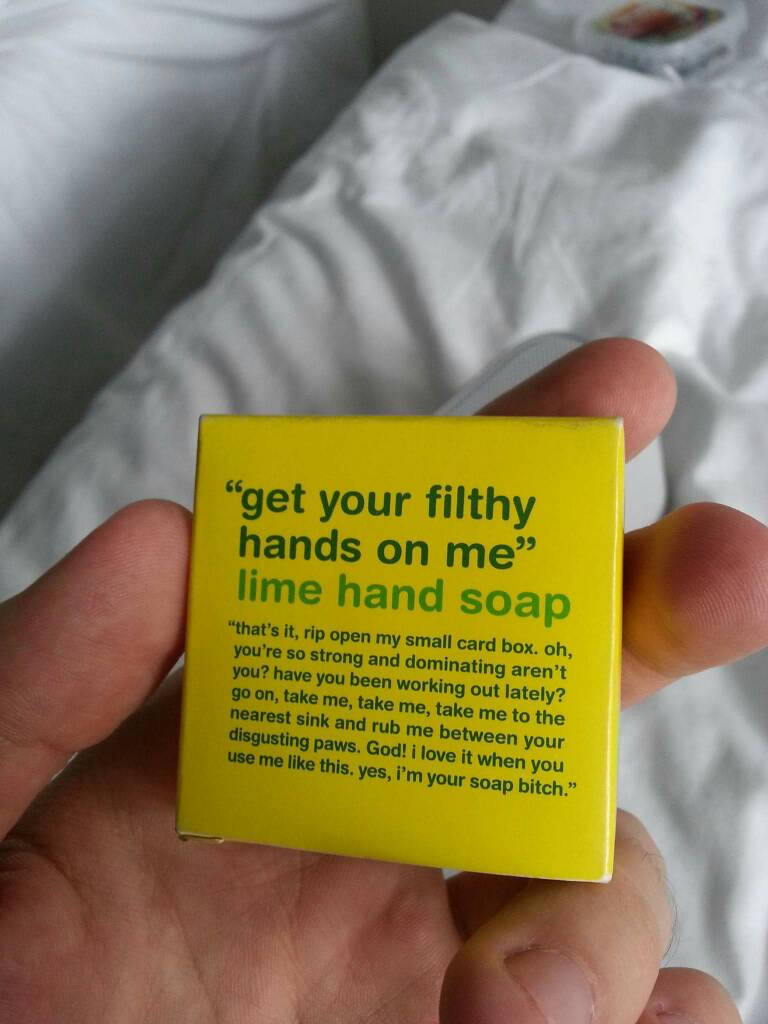 “get your filthy
hands on me”
lime hand soap
“that’s it, rip open my small card box. oh,
you’re so strong and dominating aren’t
you? have you been working out lately?
go on, take me, take me, take me to the
nearest sink and rub me between your
disgusting paws. God! i love it when you
use me like this. yes, i’m your soap bitch.”